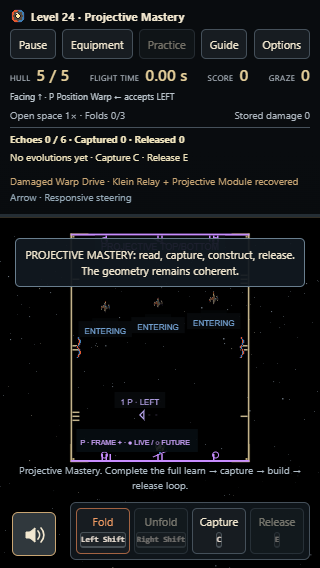 Level 24 · Projective Mastery
Pause
Equipment
Practice
Guide
Options
HULL 5 / 5
FLIGHT TIME 0.00 s
SCORE 0
GRAZE 0
Facing ↑ · P Position Warp ← accepts LEFT
Open space 1× · Folds 0/3
Stored damage 0
Echoes 0 / 6 · Captured 0 · Released 0
No evolutions yet · Capture C · Release E
Damaged Warp Drive · Klein Relay + Projective Module recovered
Arrow · Responsive steering
PROJECTIVE MASTERY: read, capture, construct, release.
The geometry remains coherent.
ENTERING
ENTERING
ENTERING
1 P · LEFT
P · FRAME + · ● LIVE / ○ FUTURE
Projective Mastery. Complete the full learn → capture → build →
release loop.
Fold
Left Shift
Unfold
Right Shift
Capture
C
Release
E